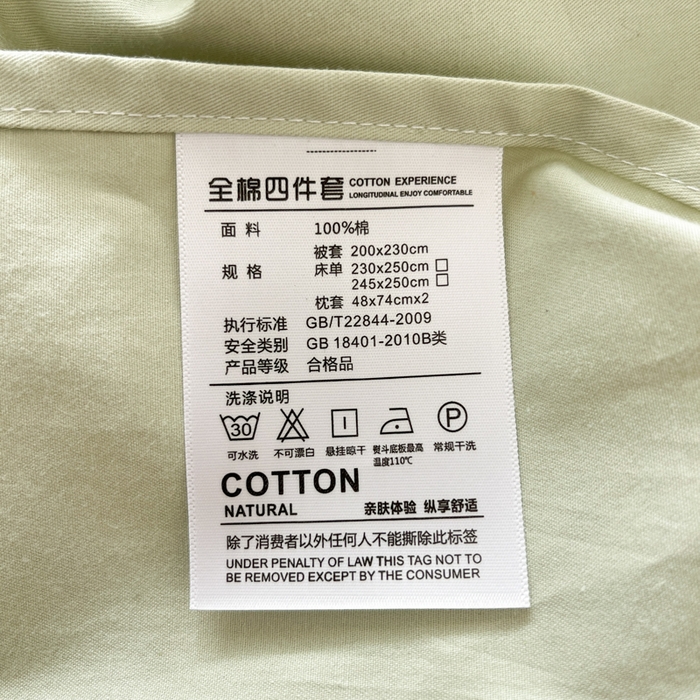 全棉四件套 COTTON EXPERIENCE
LONGITUDINAL ENJOY COMFORTABLE
面 料 100%棉
被套 200x230cm
规 格 床单 230x250cm □
245x250cm □
枕套 48x74cmx2
执行标准 GB/T22844-2009
安全类别 GB 18401-2010B类
产品等级 合格品
洗涤说明
30 P
可水洗 不可漂白 悬挂晾干 熨斗底板最高 常规干洗
温度110℃
COTTON
NATURAL 亲肤体验 纵享舒适
除了消费者以外任何人不能撕除此标签
UNDER PENALTY OF LAW THIS TAG NOT TO
BE REMOVED EXCEPT BY THE CONSUMER